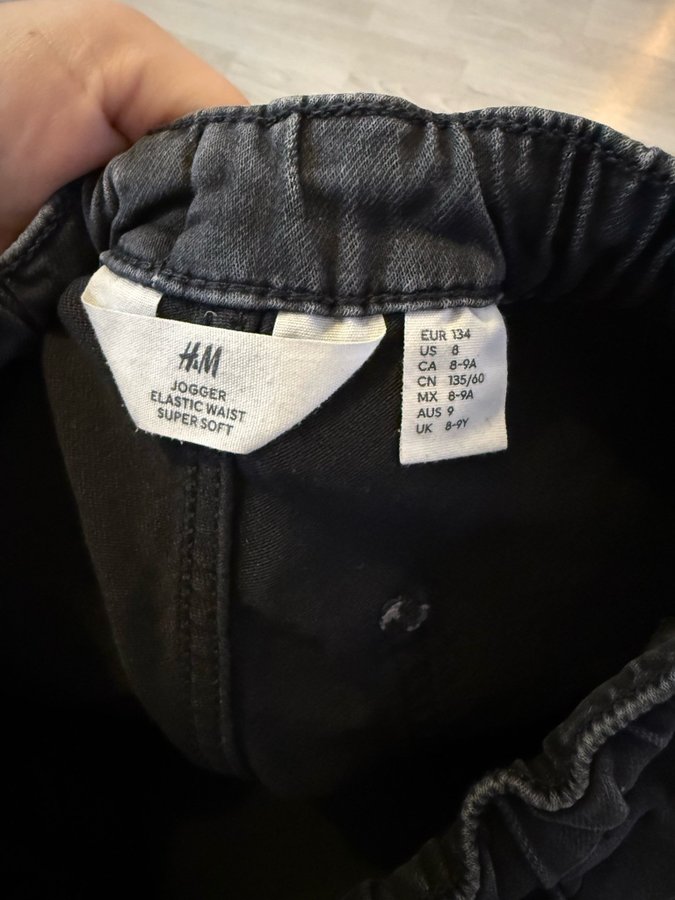 H&M
JOGGER
ELASTIC WAIST
SUPER SOFT
EUR 134
US 8
CA 8-9A
CN 135/60
MX 8-9A
AUS 9
UK 8-9Y